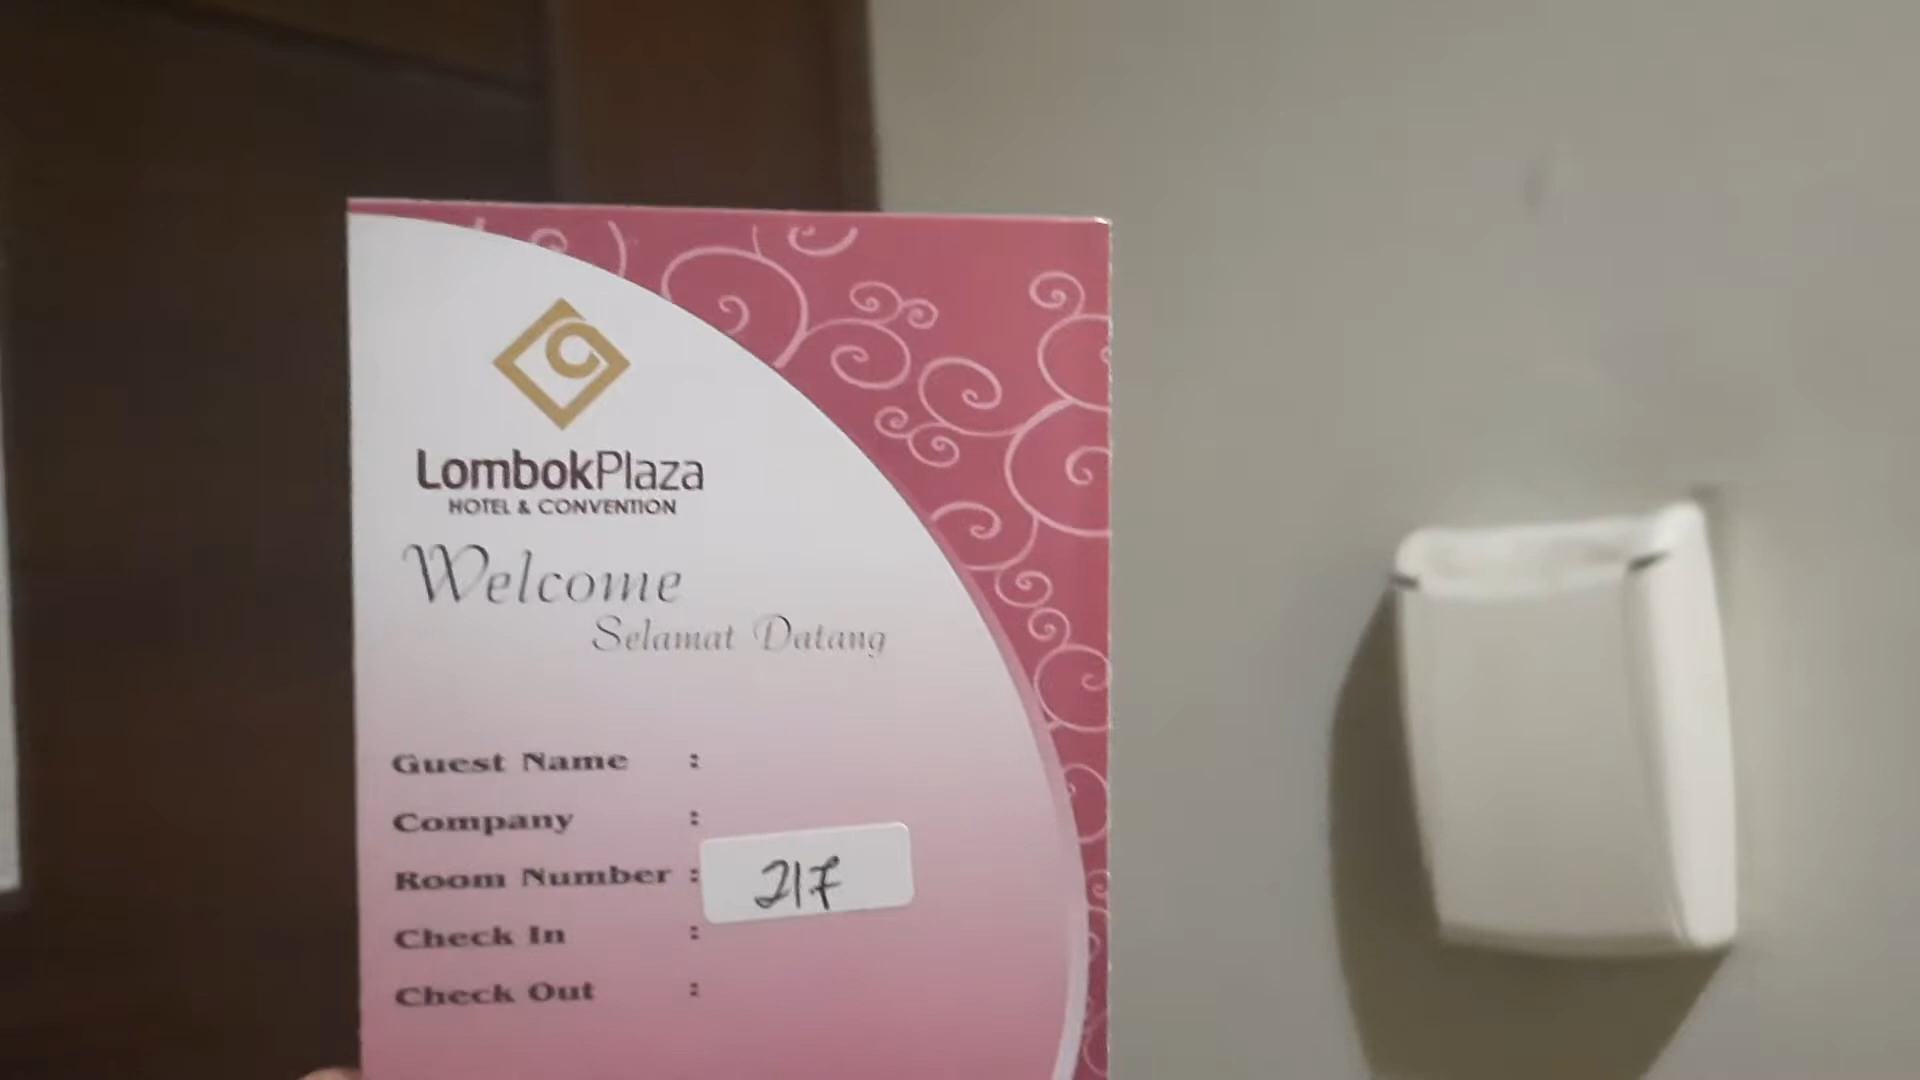 LombokPlaza
HOTEL & CONVENTION
Welcome
Selamat Datang
Guest Name :
Company :
Room Number : 217
Check In :
Check Out :